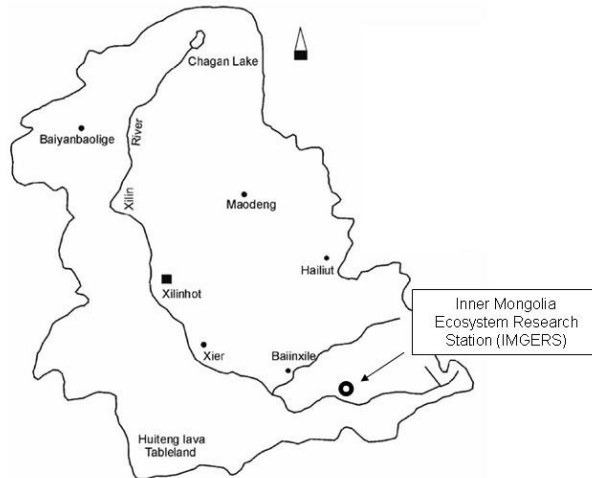 Chagan Lake
Baiyanbaolige
River
Xilin
Maodeng
Hailiut
Xilinhot
Inner Mongolia
Ecosystem Research
Station (IMGERS)
Xier
Baiinxile
Huiteng lava
Tableland